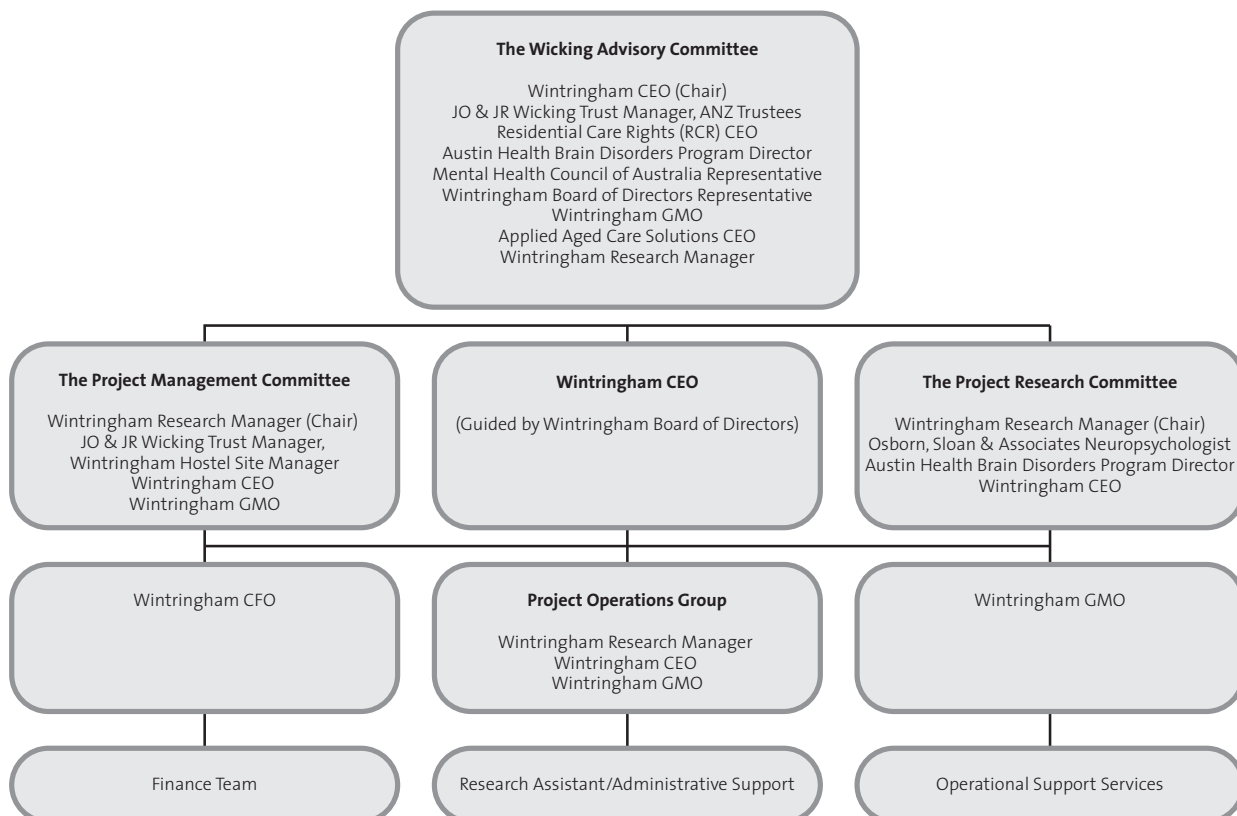 The Wicking Advisory Committee
Wintringham CEO (Chair)
JO & JR Wicking Trust Manager, ANZ Trustees
Residential Care Rights (RCR) CEO
Austin Health Brain Disorders Program Director
Mental Health Council of Australia Representative
Wintringham Board of Directors Representative
Wintringham GMO
Applied Aged Care Solutions CEO
Wintringham Research Manager
The Project Management Committee
Wintringham Research Manager (Chair)
JO & JR Wicking Trust Manager,
Wintringham Hostel Site Manager
Wintringham CEO
Wintringham GMO
Wintringham CEO
(Guided by Wintringham Board of Directors)
The Project Research Committee
Wintringham Research Manager (Chair)
Osborn, Sloan & Associates Neuropsychologist
Austin Health Brain Disorders Program Director
Wintringham CEO
Wintringham CFO
Project Operations Group
Wintringham Research Manager
Wintringham CEO
Wintringham GMO
Wintringham GMO
Finance Team
Research Assistant/Administrative Support
Operational Support Services